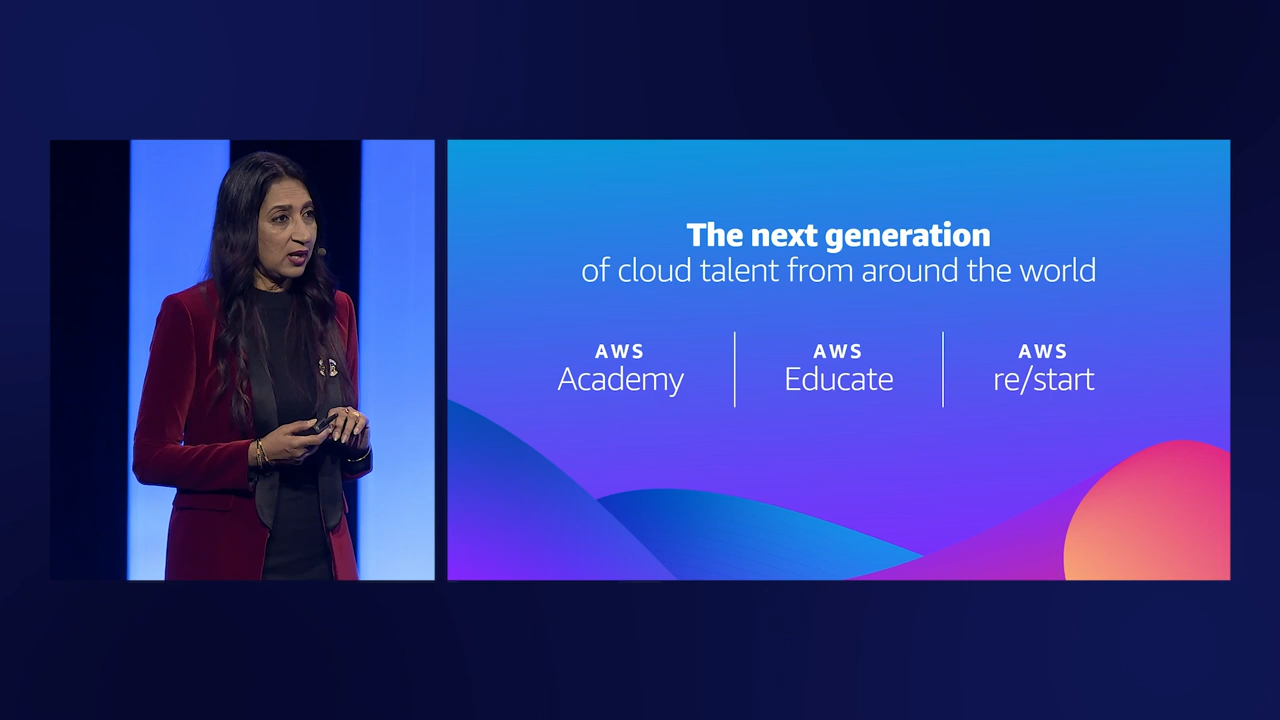 The next generation
of cloud talent from around the world
AWS
Academy
AWS
Educate
AWS
re/start